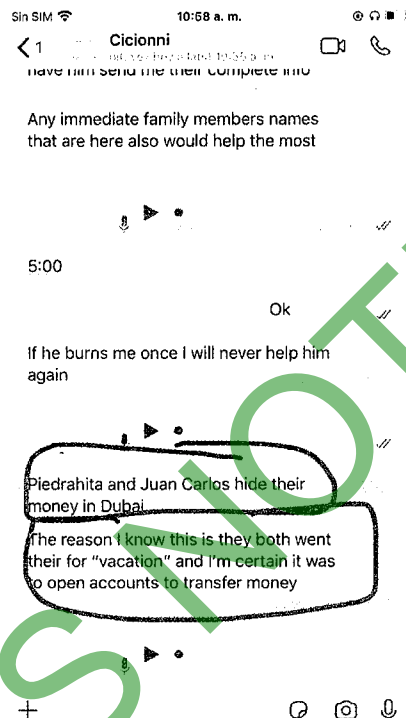 Sin SIM 10:58 a. m.
1 Cicionni
have him send me their complete info
Any immediate family members names
that are here also would help the most
5:00
Ok
If he burns me once I will never help him
again
Piedrahita and Juan Carlos hide their
money in Dubai
The reason I know this is they both went
their for “vacation” and I'm certain it was
to open accounts to transfer money
S NOT